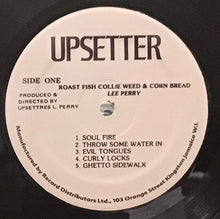 UPSETTER
SIDE ONE
ROAST FISH COLLIE WEED & CORN BREAD
LEE PERRY
PRODUCED &
DIRECTED BY
UPSETTRES L. PERRY
1. SOUL FIRE
2. THROW SOME WATER IN
3. EVIL TONGUES
4. CURLY LOCKS
5. GHETTO SIDEWALK
Manufactured by Record Distributors Ltd., 103 Orange Street Kingston Jamaica W.I.